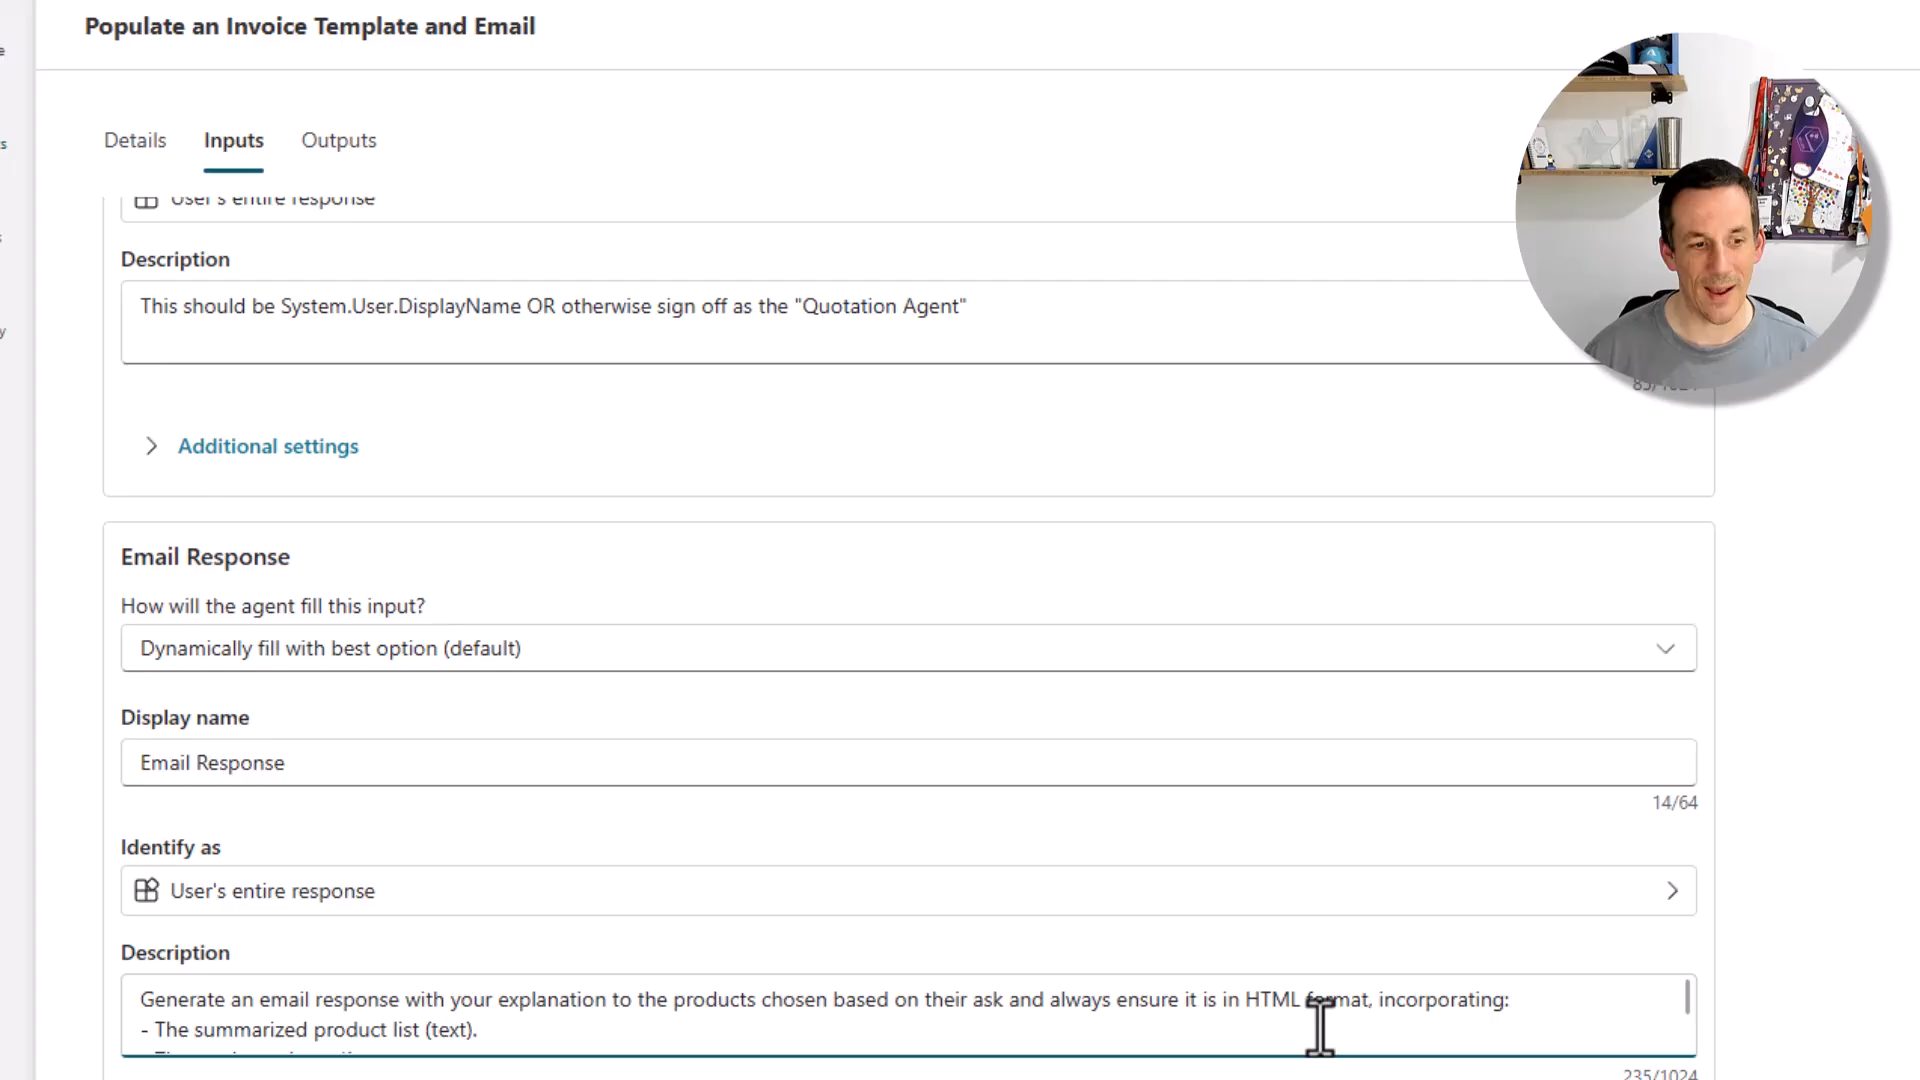 Populate an Invoice Template and Email
Details
Inputs
Outputs
User's entire response
Description
This should be System.User.DisplayName OR otherwise sign off as the "Quotation Agent"
Additional settings
Email Response
How will the agent fill this input?
Dynamically fill with best option (default)
Display name
Email Response
14/64
Identify as
User's entire response
Description
Generate an email response with your explanation to the products chosen based on their ask and always ensure it is in HTML format, incorporating:
- The summarized product list (text).
235/1024